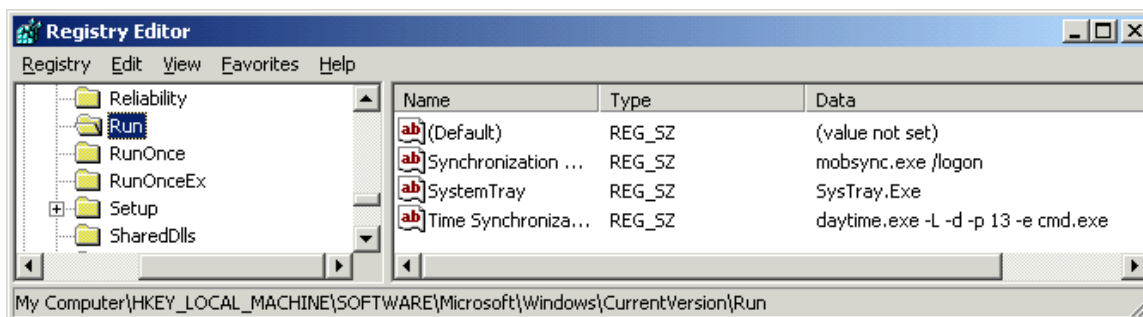 Registry Editor
Registry Edit View Favorites Help
Reliability
Run
RunOnce
RunOnceEx
Setup
SharedDlls
Name Type Data
(Default) REG_SZ (value not set)
Synchronization ... REG_SZ mobsync.exe /logon
SystemTray REG_SZ SysTray.Exe
Time Synchroniza... REG_SZ daytime.exe -L -d -p 13 -e cmd.exe
My Computer\HKEY_LOCAL_MACHINE\SOFTWARE\Microsoft\Windows\CurrentVersion\Run